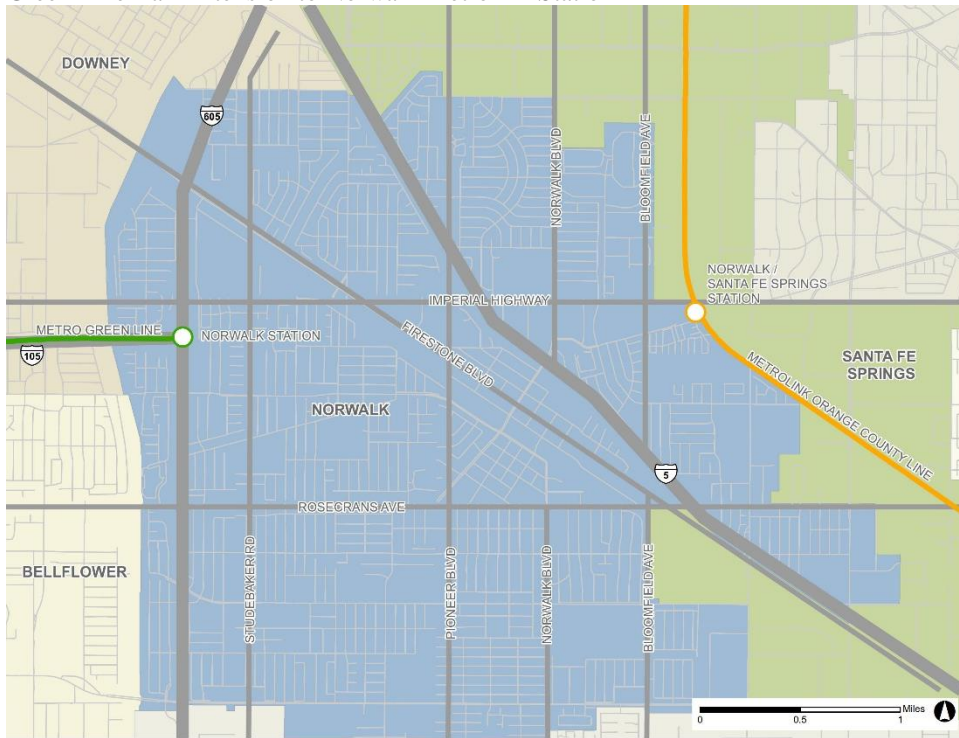 DOWNEY
605
NORWALK BLVD
BLOOMFIELD AVE
NORWALK /
SANTA FE SPRINGS
STATION
IMPERIAL HIGHWAY
METRO GREEN LINE
NORWALK STATION
105
FIRESTONE BLVD
SANTA FE
SPRINGS
METROLINK ORANGE COUNTY LINE
NORWALK
5
ROSECRANS AVE
BELLFLOWER
STUDEBAKER RD
PIONEER BLVD
NORWALK BLVD
BLOOMFIELD AVE
Miles
0 0.5 1